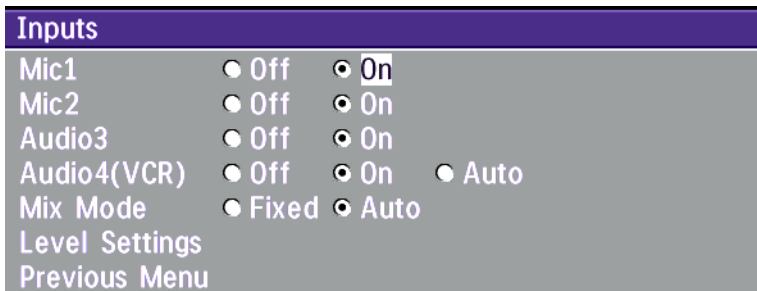 Inputs
Mic1 Off On
Mic2 Off On
Audio3 Off On
Audio4(VCR) Off On Auto
Mix Mode Fixed Auto
Level Settings
Previous Menu